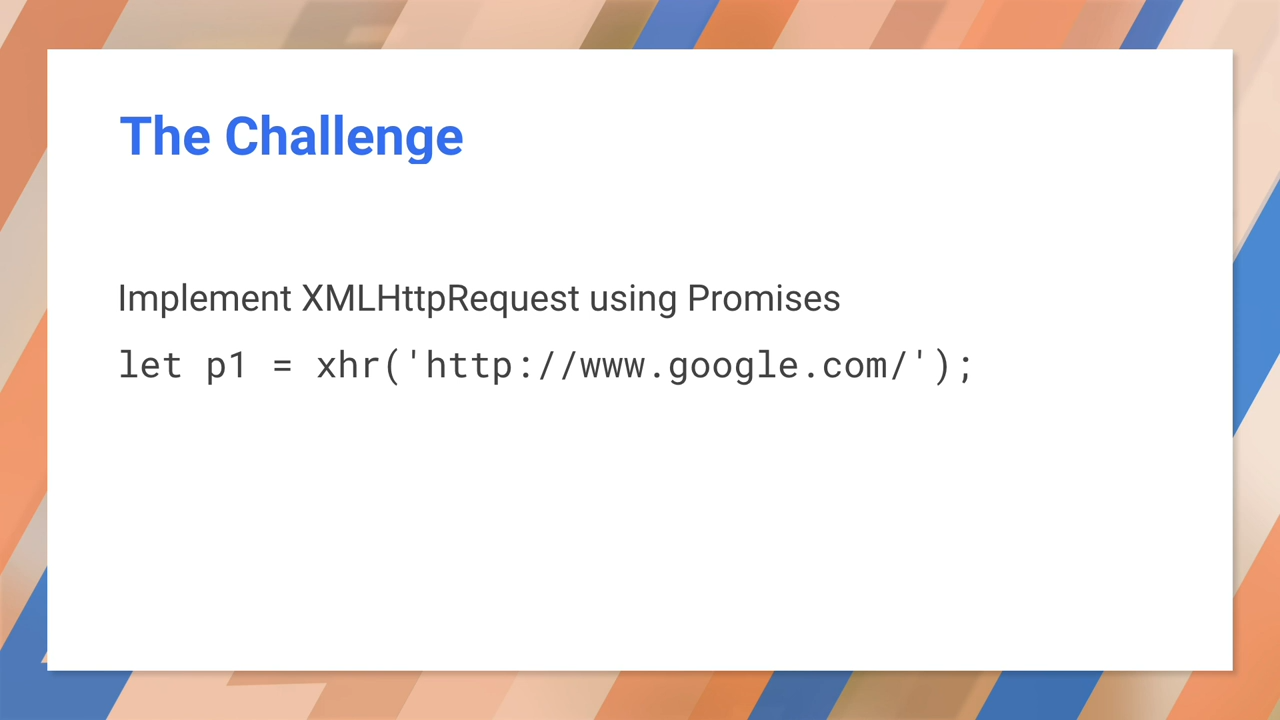 The Challenge
Implement XMLHttpRequest using Promises
let p1 = xhr('http://www.google.com/');